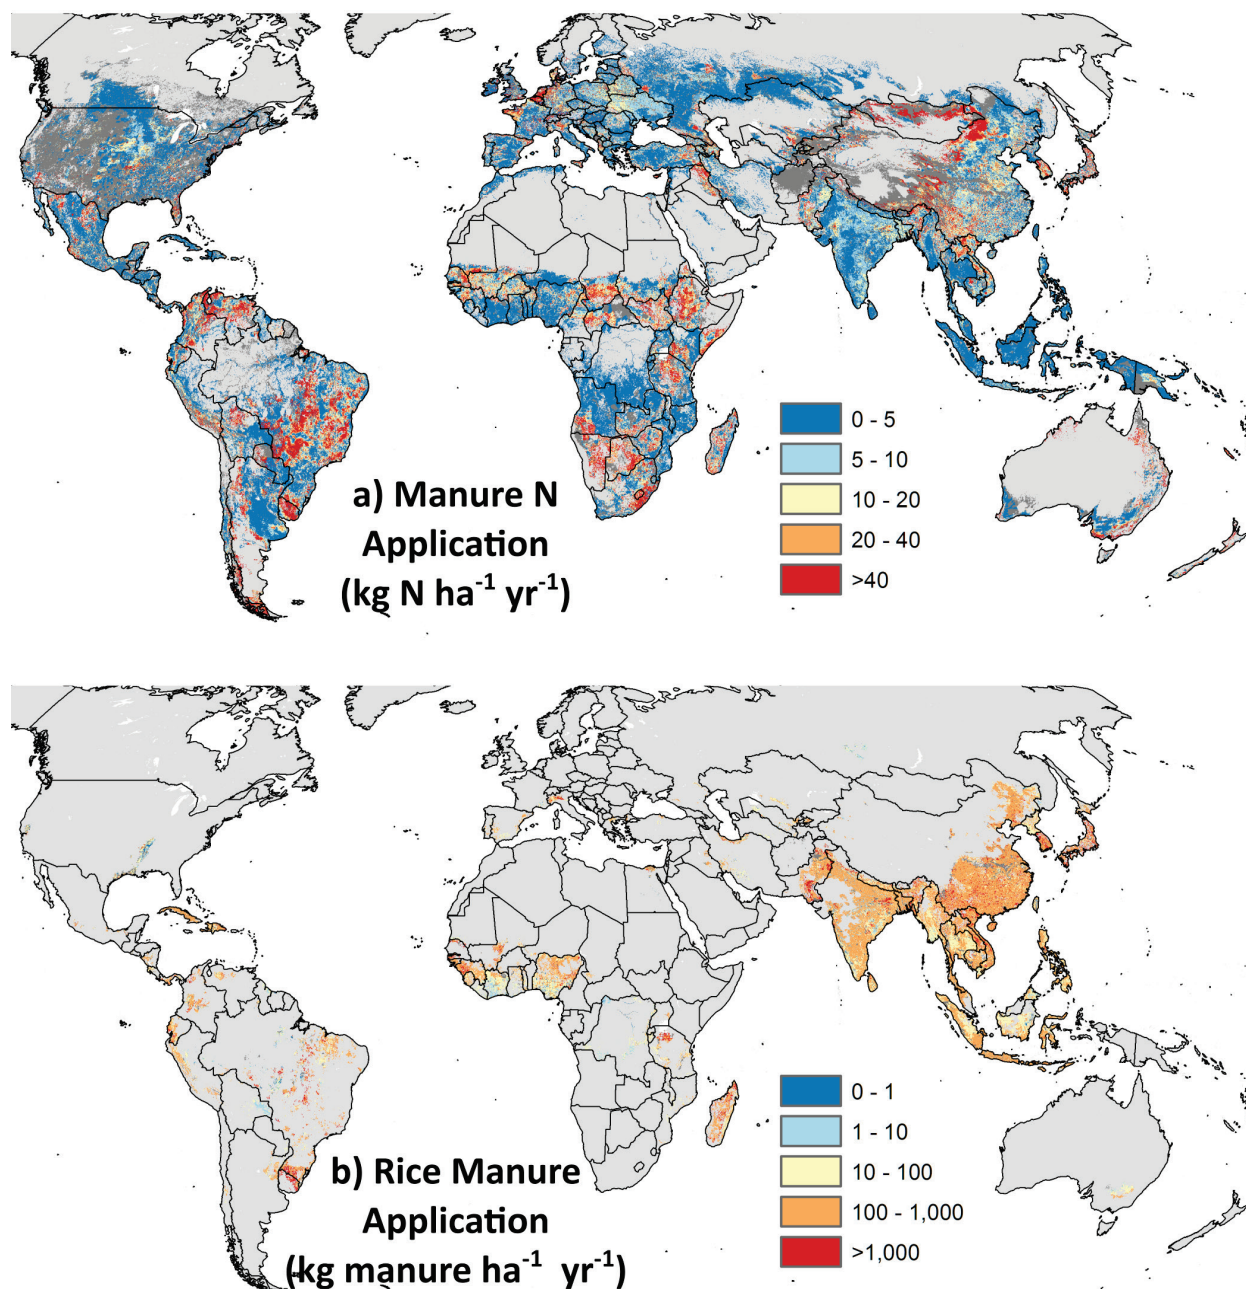 0 - 5
5 - 10
10 - 20
20 - 40
>40
a) Manure N
Application
(kg N ha⁻¹ yr⁻¹)
0 - 1
1 - 10
10 - 100
100 - 1,000
>1,000
b) Rice Manure
Application
(kg manure ha⁻¹ yr⁻¹)